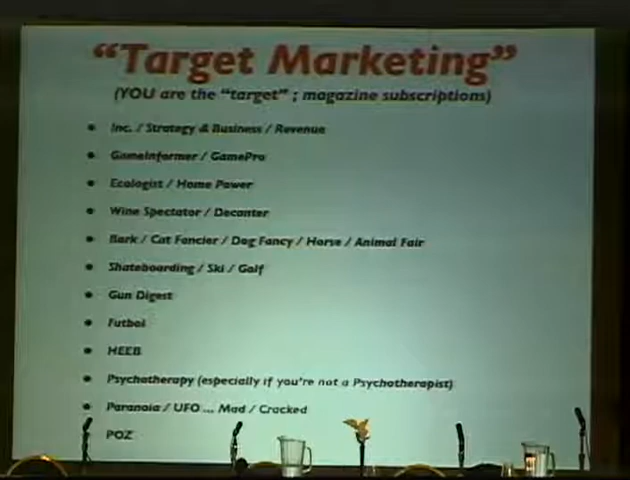 “Target Marketing”
(YOU are the “target” ; magazine subscriptions)
Inc. / Strategy & Business / Revenue
GameInformer / GamePro
Ecologist / Home Power
Wine Spectator / Decanter
Bark / Cat Fancier / Dog Fancy / Horse / Animal Fair
Skateboarding / Ski / Golf
Gun Digest
Futbol
HEEB
Psychotherapy (especially if you're not a Psychotherapist)
Paranoia / UFO ... Mad / Cracked
POZ